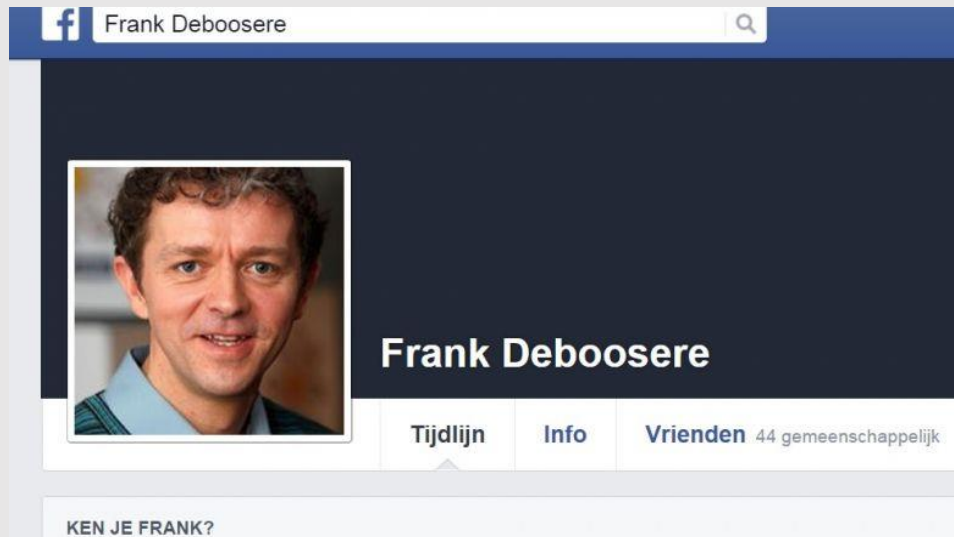 Frank Deboosere
Frank Deboosere
Tijdlijn Info Vrienden 44 gemeenschappelijk
KEN JE FRANK?